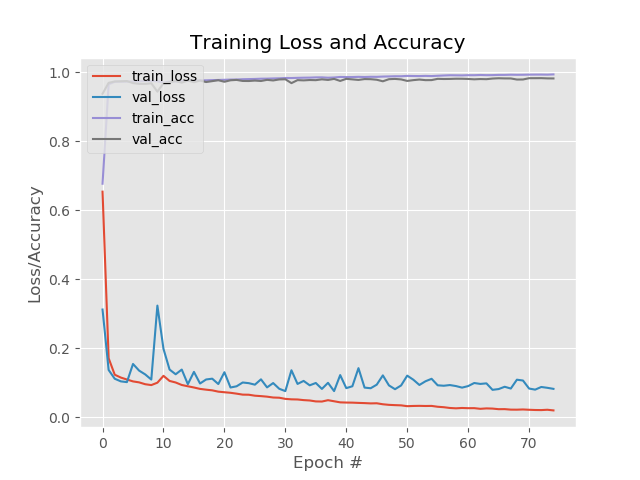 Training Loss and Accuracy
train_loss
val_loss
train_acc
val_acc
1.0
0.8
0.6
0.4
0.2
0.0
Loss/Accuracy
0 10 20 30 40 50 60 70
Epoch #